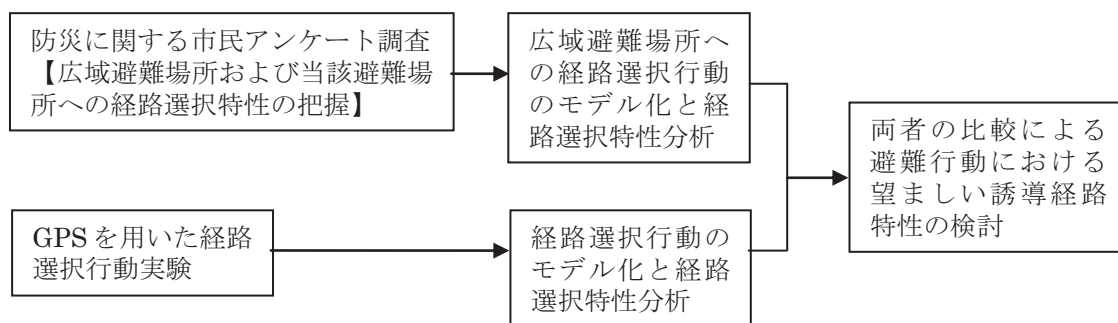 防災に関する市民アンケート調査
【広域避難場所および当該避難場
所への経路選択特性の把握】
広域避難場所へ
の経路選択行動
のモデル化と経
路選択特性分析
両者の比較による
避難行動における
望ましい誘導経路
特性の検討
GPSを用いた経路
選択行動実験
経路選択行動の
モデル化と経路
選択特性分析